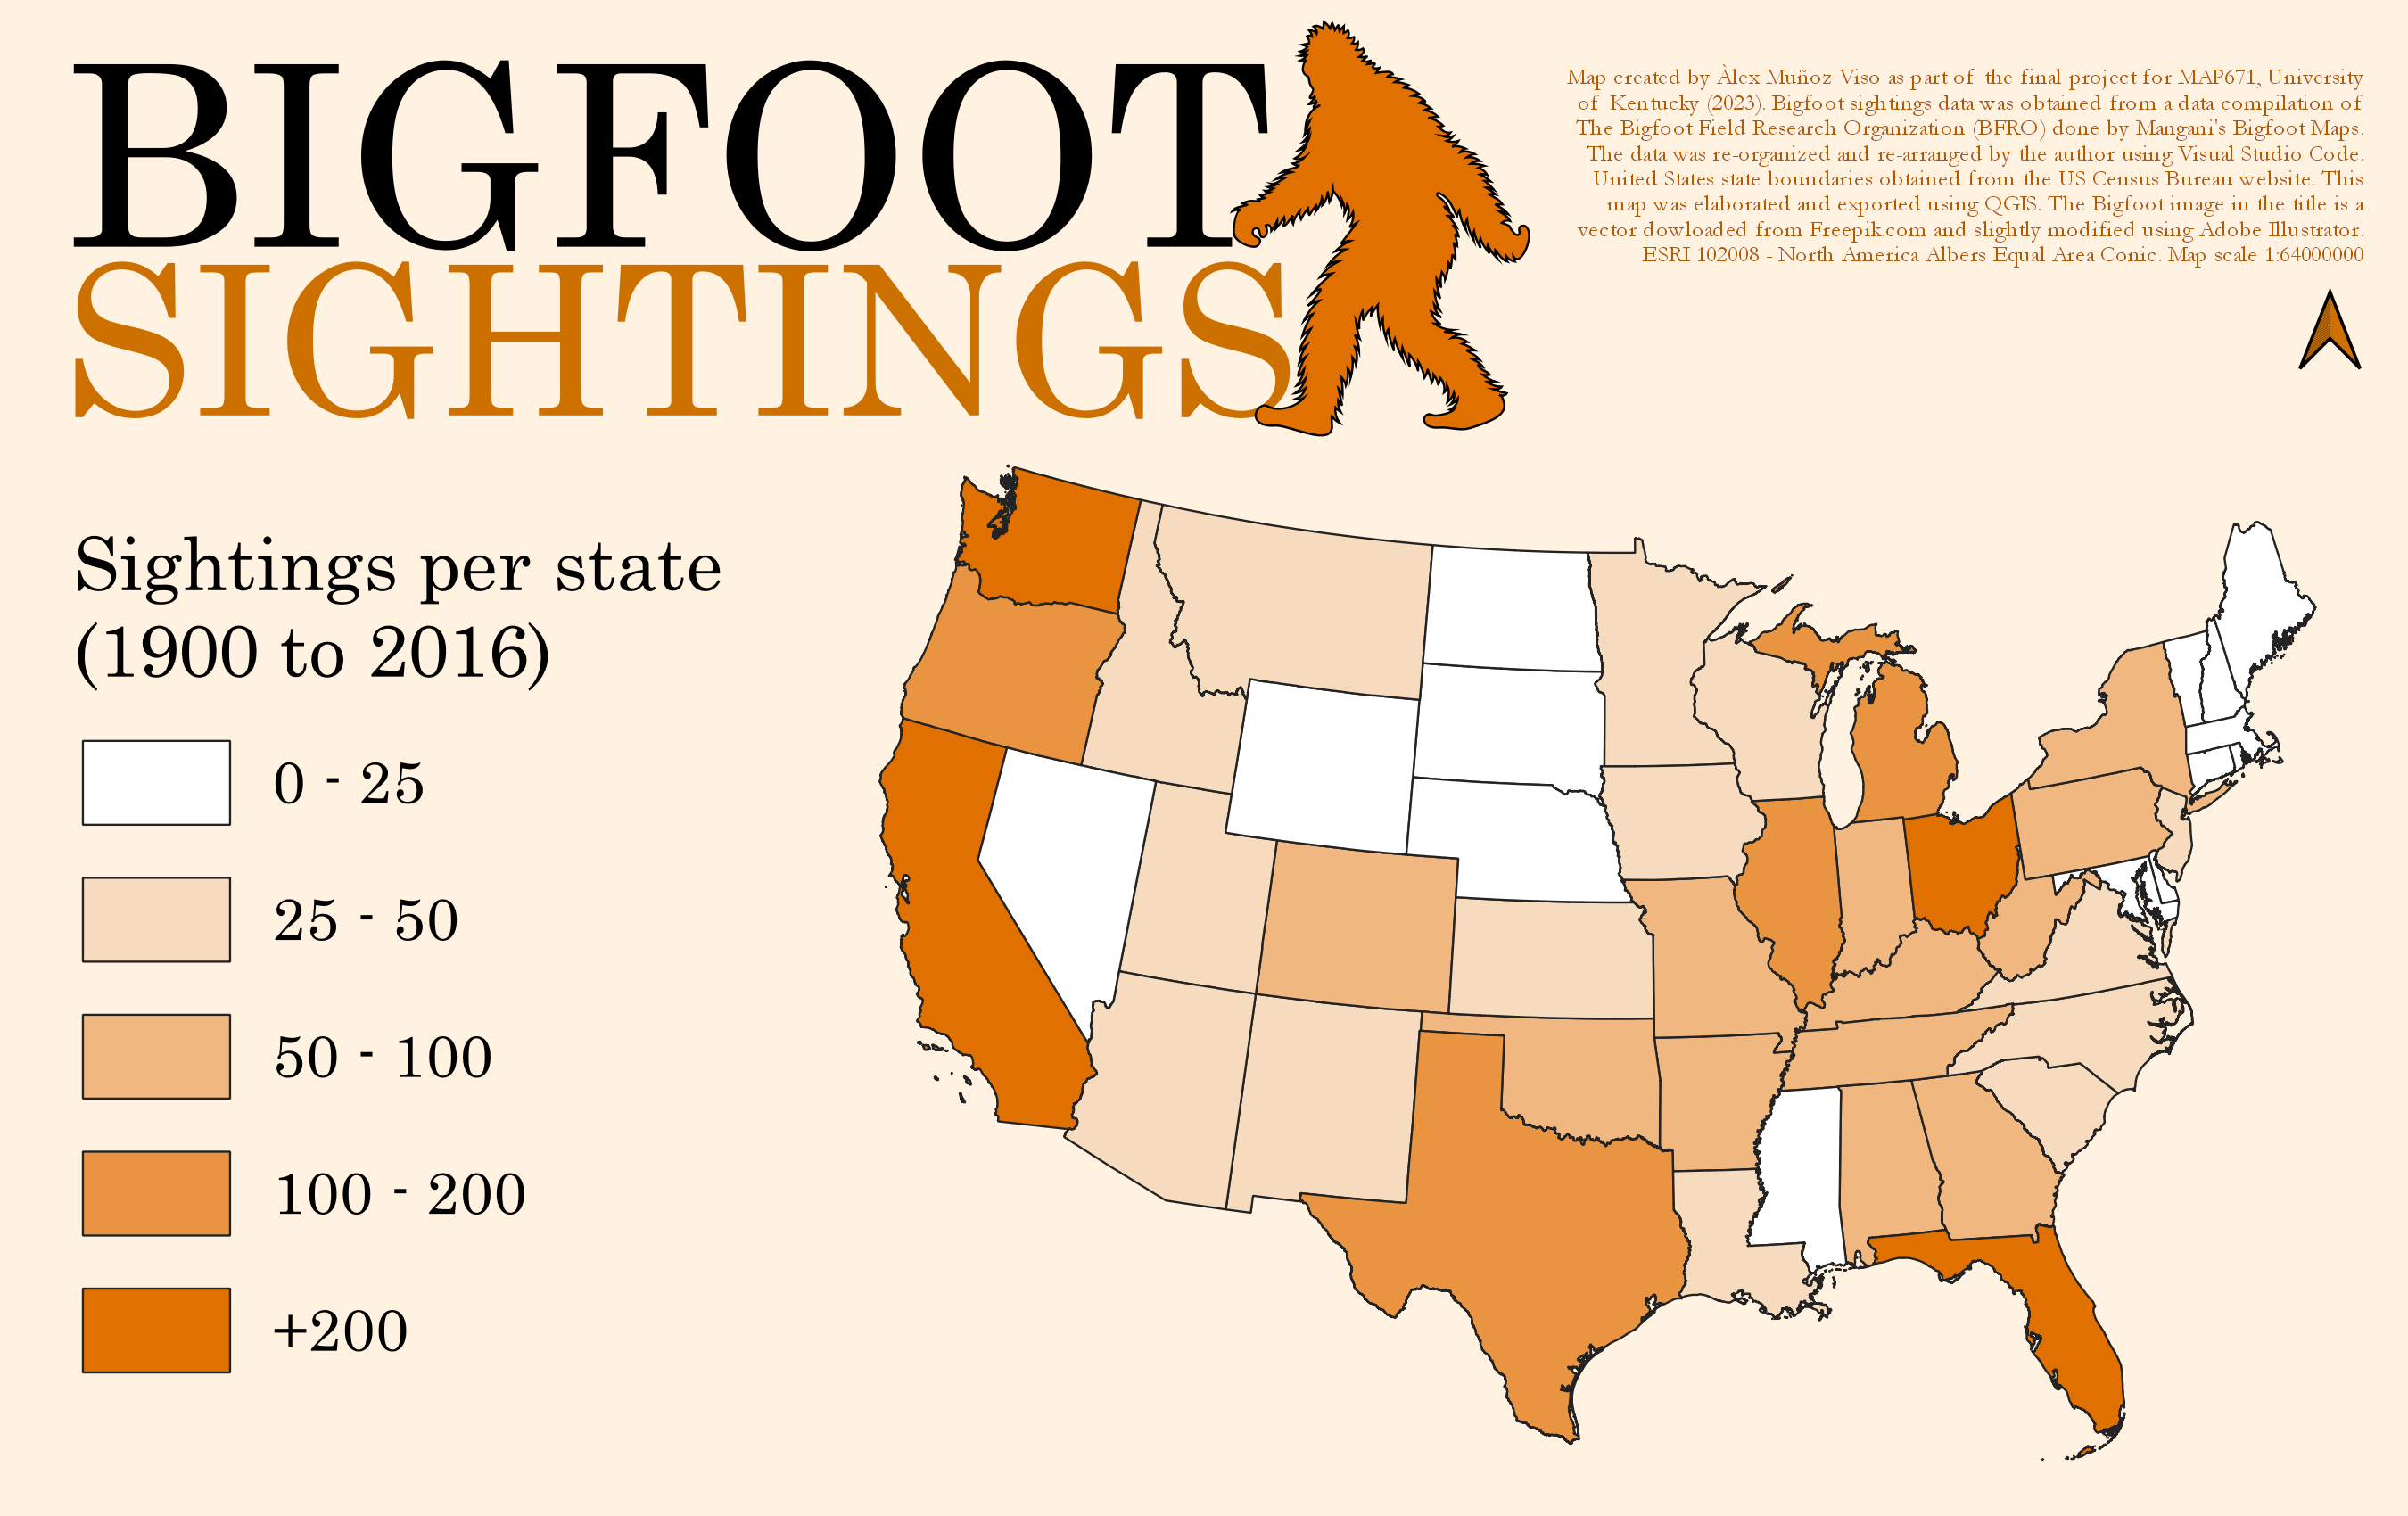 BIGFOOT
SIGHTINGS
Map created by Àlex Muñoz Viso as part of the final project for MAP671, University
of Kentucky (2023). Bigfoot sightings data was obtained from a data compilation of
The Bigfoot Field Research Organization (BFRO) done by Mangani's Bigfoot Maps.
The data was re-organized and re-arranged by the author using Visual Studio Code.
United States state boundaries obtained from the US Census Bureau website. This
map was elaborated and exported using QGIS. The Bigfoot image in the title is a
vector dowloaded from Freepik.com and slightly modified using Adobe Illustrator.
ESRI 102008 - North America Albers Equal Area Conic. Map scale 1:64000000
Sightings per state
(1900 to 2016)
0 - 25
25 - 50
50 - 100
100 - 200
+200